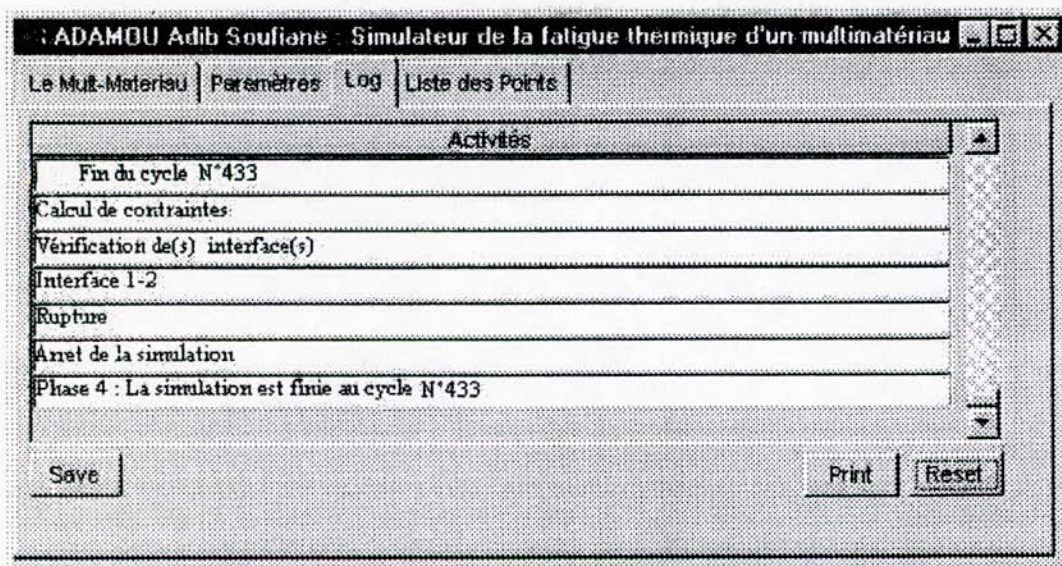 ADAMOU Adib Soufiane : Simulateur de la fatigue thermique d'un multimatériau
Le Mult-Materiau Paramètres Log Liste des Points
Activités
Fin du cycle N°433
Calcul de contraintes
Vérification de(s) interface(s)
Interface 1-2
Rupture
Arret de la simulation
Phase 4 : La simulation est finie au cycle N°433
Save Print Reset